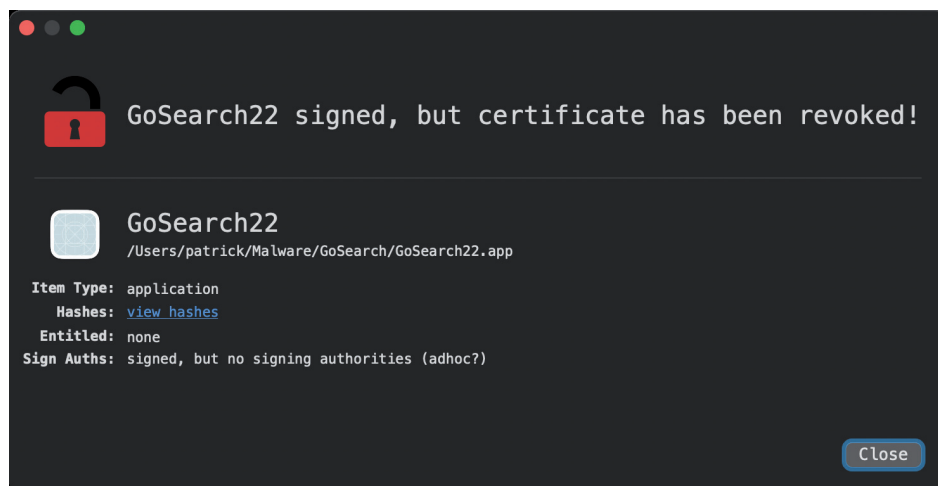 GoSearch22 signed, but certificate has been revoked!
GoSearch22
/Users/patrick/Malware/GoSearch/GoSearch22.app
Item Type: application
Hashes: view hashes
Entitled: none
Sign Auths: signed, but no signing authorities (adhoc?)
Close